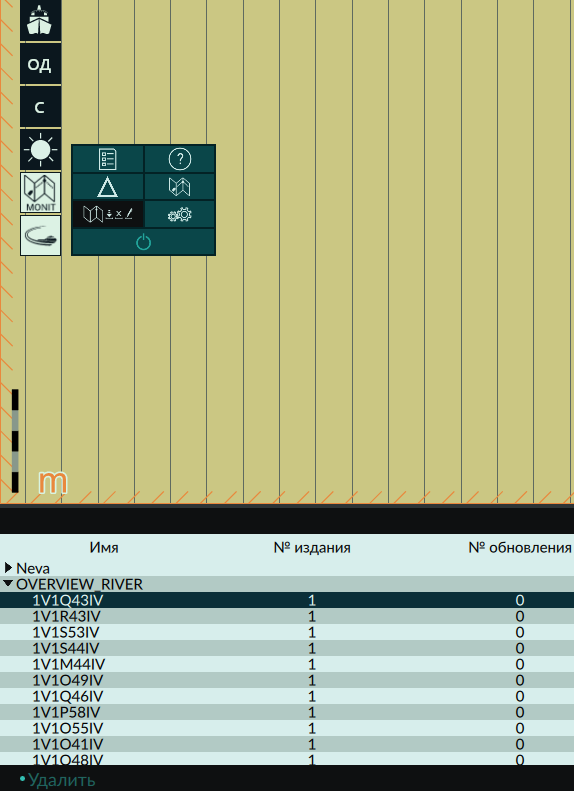 ОД
С
MONIT
?
m
Имя № издания № обновления
Neva
OVERVIEW_RIVER
1V1Q43IV 1 0
1V1R43IV 1 0
1V1S53IV 1 0
1V1S44IV 1 0
1V1M44IV 1 0
1V1O49IV 1 0
1V1Q46IV 1 0
1V1P58IV 1 0
1V1O55IV 1 0
1V1O41IV 1 0
1V1O48IV 1 0
Удалить